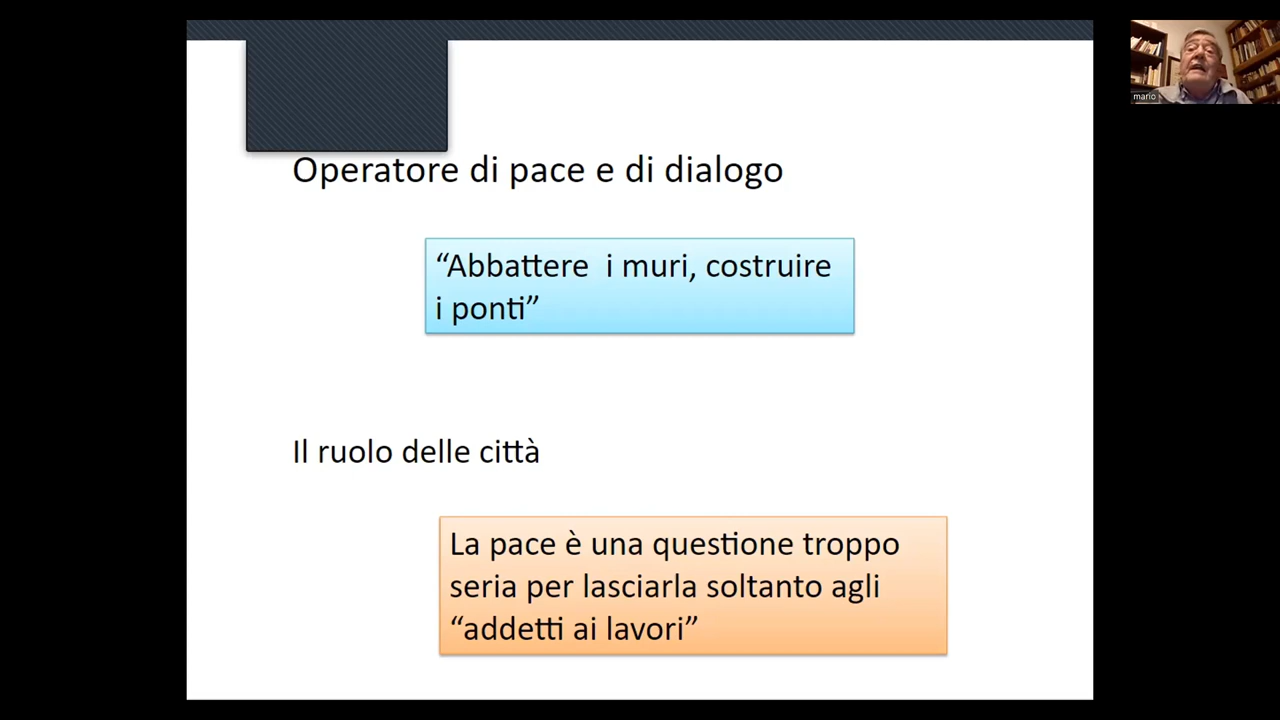 mario
Operatore di pace e di dialogo
“Abbattere  i muri, costruire
i ponti”
Il ruolo delle città
La pace è una questione troppo
seria per lasciarla soltanto agli
“addetti ai lavori”